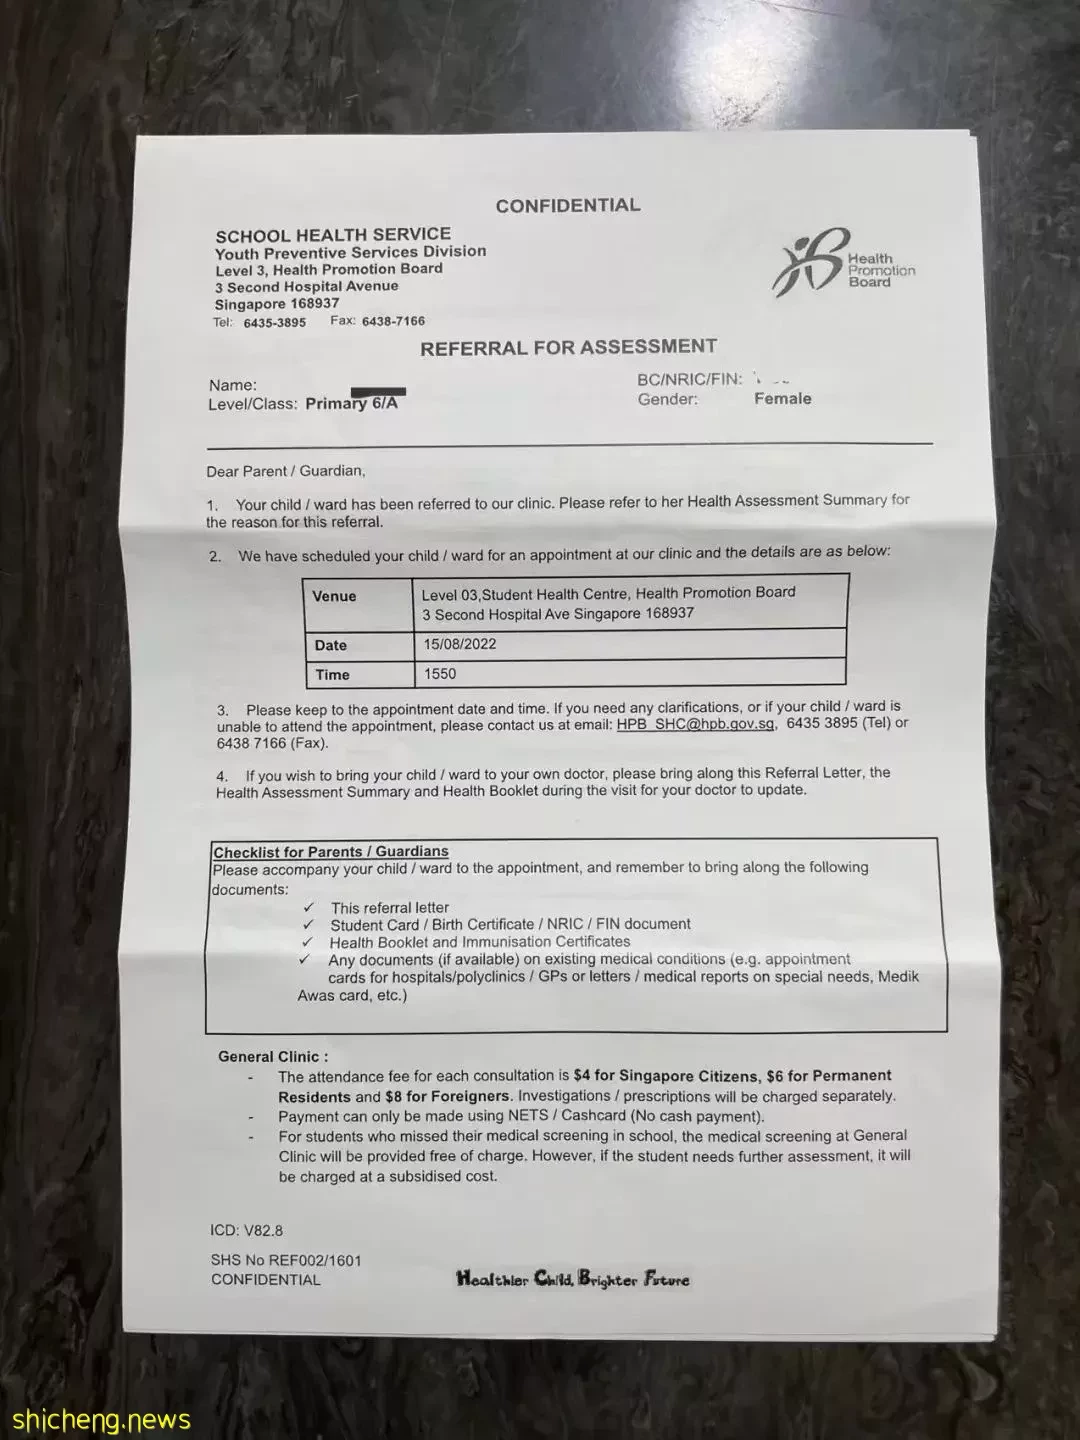 CONFIDENTIAL
SCHOOL HEALTH SERVICE
Youth Preventive Services Division
Level 3, Health Promotion Board
3 Second Hospital Avenue
Singapore 168937
Tel: 6435-3895 Fax: 6438-7166
Health
Promotion
Board
REFERRAL FOR ASSESSMENT
Name:
BC/NRIC/FIN:
Level/Class: Primary 6/A
Gender: Female
Dear Parent / Guardian,
1. Your child / ward has been referred to our clinic. Please refer to her Health Assessment Summary for
the reason for this referral.
2. We have scheduled your child / ward for an appointment at our clinic and the details are as below:
Venue Level 03,Student Health Centre, Health Promotion Board
3 Second Hospital Ave Singapore 168937
Date 15/08/2022
Time 1550
3. Please keep to the appointment date and time. If you need any clarifications, or if your child / ward is
unable to attend the appointment, please contact us at email: HPB_SHC@hpb.gov.sg, 6435 3895 (Tel) or
6438 7166 (Fax).
4. If you wish to bring your child / ward to your own doctor, please bring along this Referral Letter, the
Health Assessment Summary and Health Booklet during the visit for your doctor to update.
Checklist for Parents / Guardians
Please accompany your child / ward to the appointment, and remember to bring along the following
documents:
✓ This referral letter
✓ Student Card / Birth Certificate / NRIC / FIN document
✓ Health Booklet and Immunisation Certificates
✓ Any documents (if available) on existing medical conditions (e.g. appointment
cards for hospitals/polyclinics / GPs or letters / medical reports on special needs, Medik
Awas card, etc.)
General Clinic :
- The attendance fee for each consultation is $4 for Singapore Citizens, $6 for Permanent
Residents and $8 for Foreigners. Investigations / prescriptions will be charged separately.
- Payment can only be made using NETS / Cashcard (No cash payment).
- For students who missed their medical screening in school, the medical screening at General
Clinic will be provided free of charge. However, if the student needs further assessment, it will
be charged at a subsidised cost.
ICD: V82.8
SHS No REF002/1601
CONFIDENTIAL
Healthier Child, Brighter Future
shicheng.news